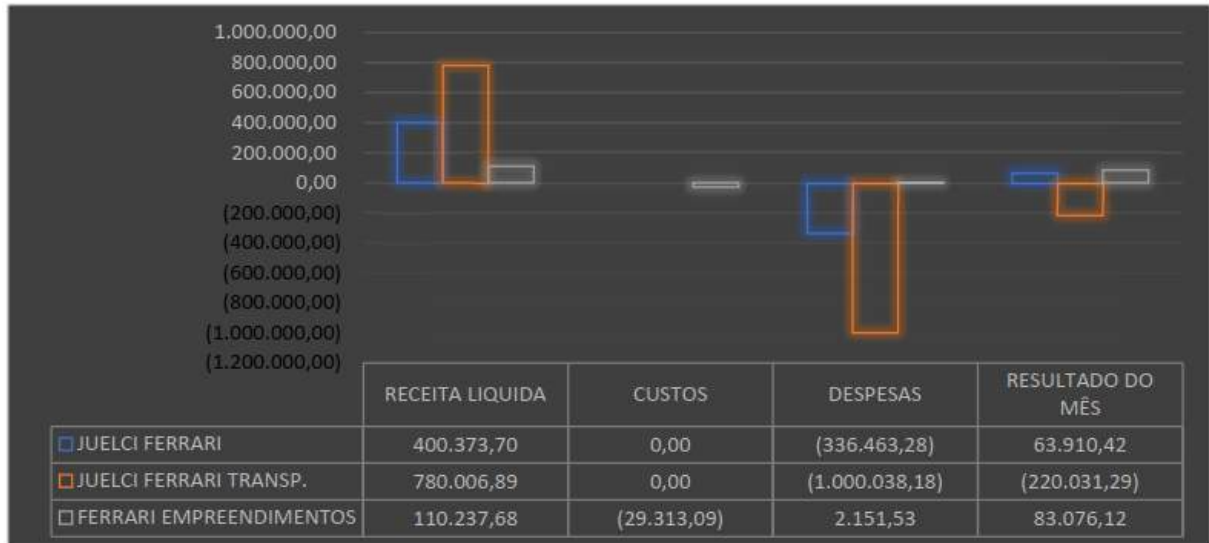 1.000.000,00
800.000,00
600.000,00
400.000,00
200.000,00
0,00
(200.000,00)
(400.000,00)
(600.000,00)
(800.000,00)
(1.000.000,00)
(1.200.000,00)
RECEITA LIQUIDA CUSTOS DESPESAS RESULTADO DO
MÊS
JUELCI FERRARI 400.373,70 0,00 (336.463,28) 63.910,42
JUELCI FERRARI TRANSP. 780.006,89 0,00 (1.000.038,18) (220.031,29)
FERRARI EMPREENDIMENTOS 110.237,68 (29.313,09) 2.151,53 83.076,12